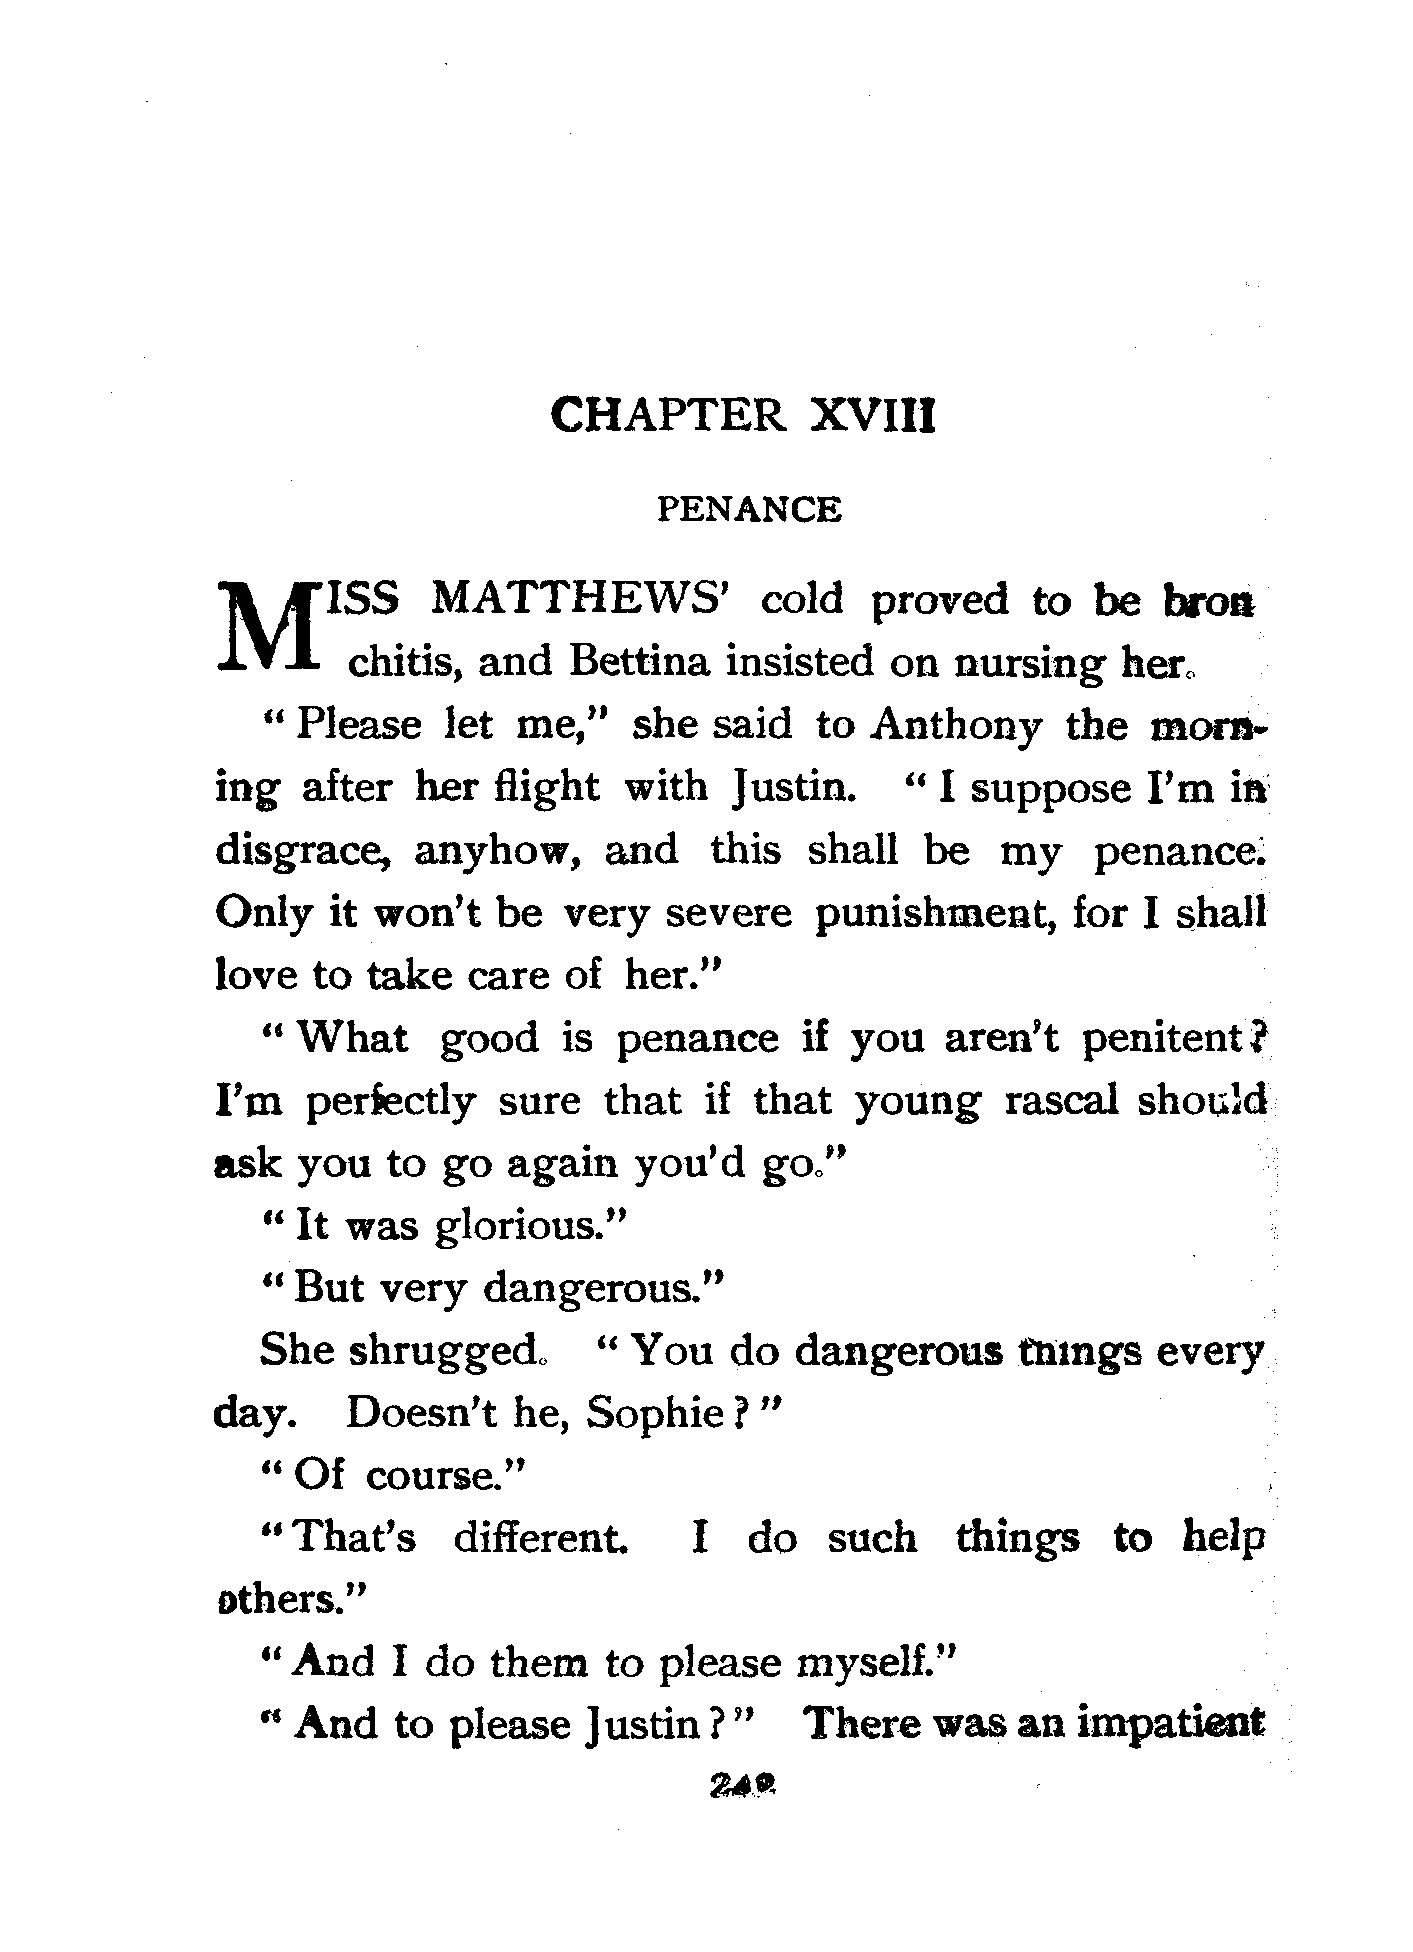 CHAPTER XVIII
PENANCE
MISS MATTHEWS' cold proved to be bron
chitis, and Bettina insisted on nursing her.
"Please let me," she said to Anthony the morn-
ing after her flight with Justin. "I suppose I'm in
disgrace, anyhow, and this shall be my penance.
Only it won't be very severe punishment, for I shall
love to take care of her."
"What good is penance if you aren't penitent?
I'm perfectly sure that if that young rascal should
ask you to go again you'd go."
"It was glorious."
"But very dangerous."
She shrugged. "You do dangerous things every
day. Doesn't he, Sophie?"
"Of course."
"That's different. I do such things to help
others."
"And I do them to please myself."
"And to please Justin?" There was an impatient